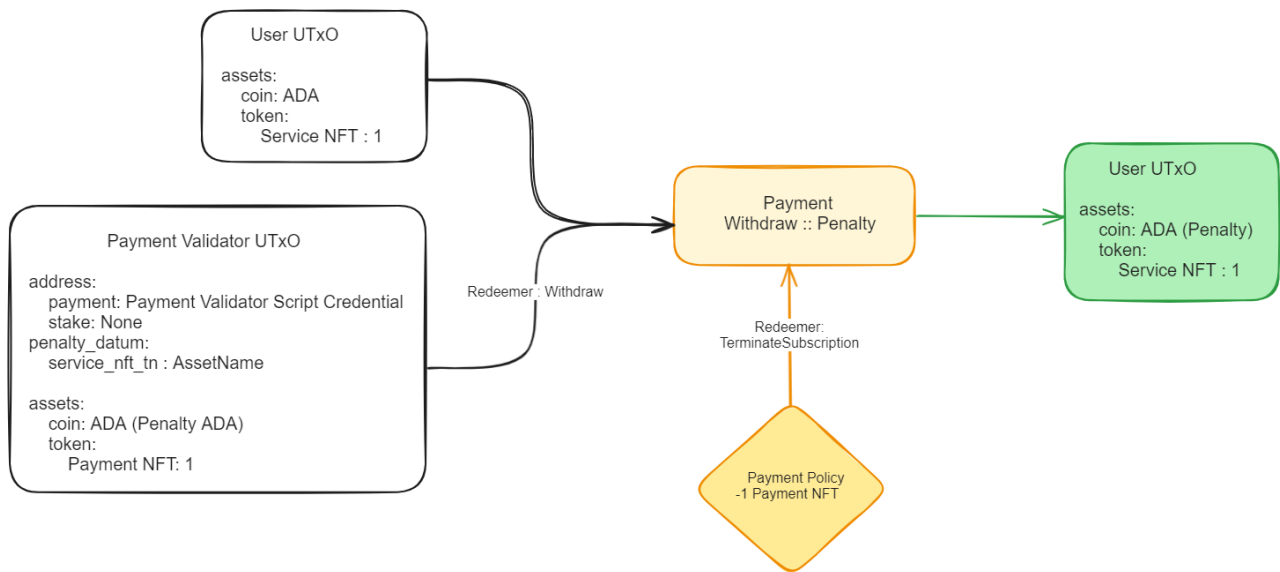 User UTxO
assets:
coin: ADA
token:
Service NFT : 1
Payment Validator UTxO
address:
payment: Payment Validator Script Credential
stake: None
penalty_datum:
service_nft_tn : AssetName
assets:
coin: ADA (Penalty ADA)
token:
Payment NFT: 1
Redeemer : Withdraw
Payment
Withdraw :: Penalty
Redeemer:
TerminateSubscription
Payment Policy
-1 Payment NFT
User UTxO
assets:
coin: ADA (Penalty)
token:
Service NFT : 1